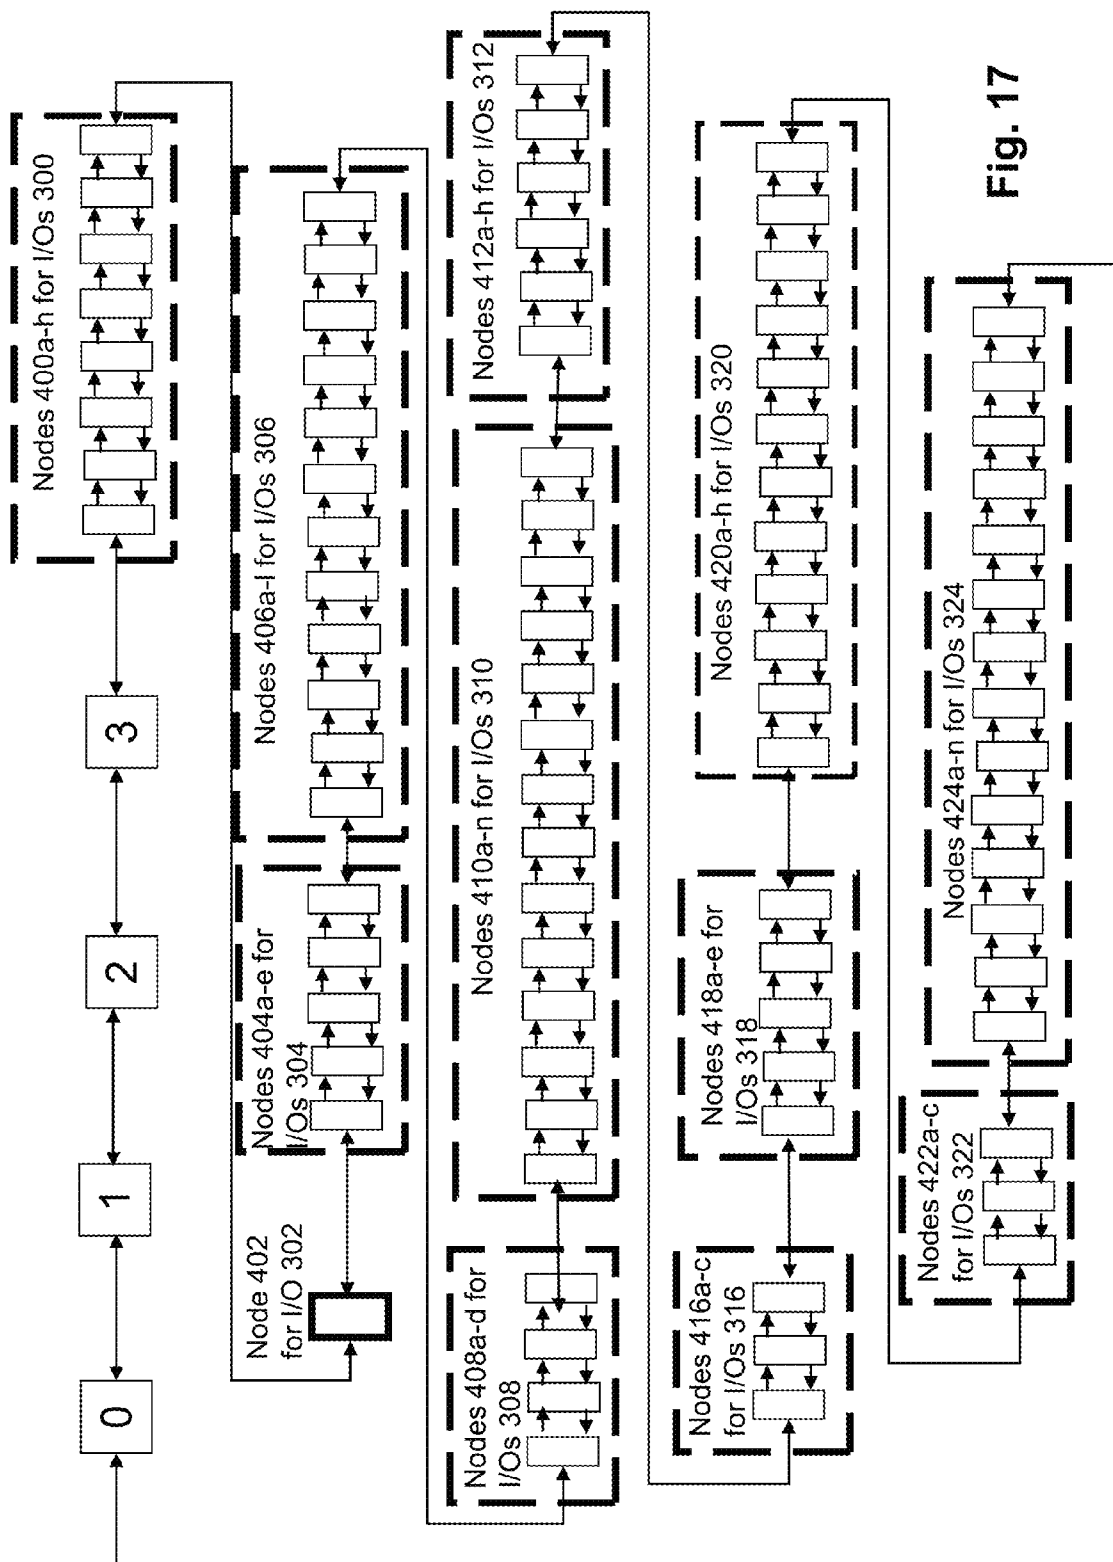 0
1
2
3
Nodes 400a-h for I/Os 300
Node 402
for I/O 302
Nodes 404a-e for
I/Os 304
Nodes 406a-l for I/Os 306
Nodes 408a-d for
I/Os 308
Nodes 410a-n for I/Os 310
Nodes 412a-h for I/Os 312
Nodes 416a-c
for I/Os 316
Nodes 418a-e for
I/Os 318
Nodes 420a-h for I/Os 320
Nodes 422a-c
for I/Os 322
Nodes 424a-n for I/Os 324
Fig. 17